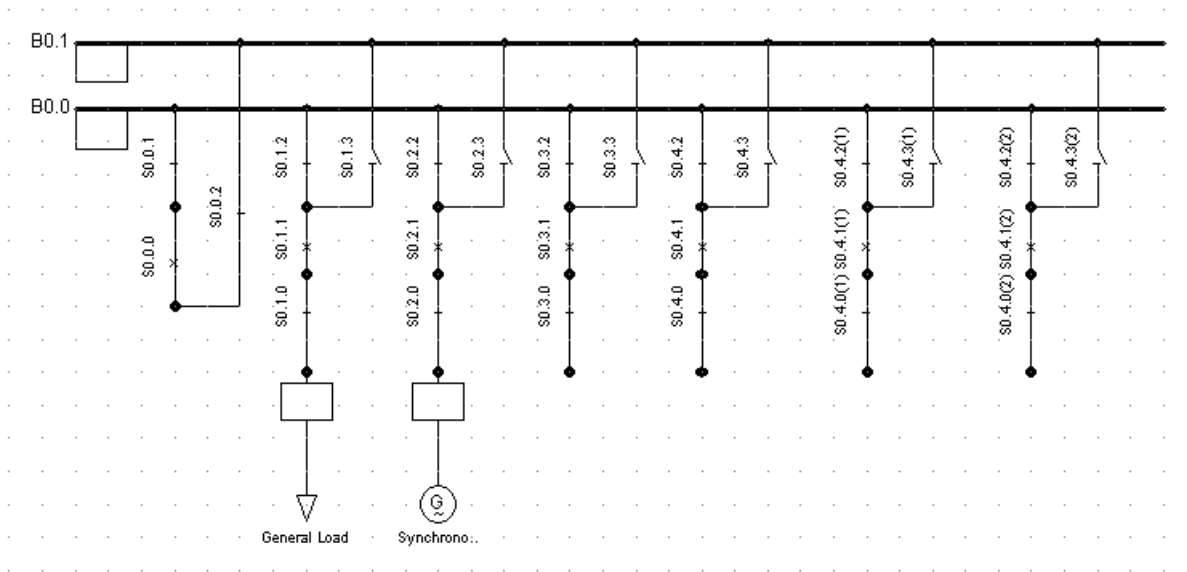 B0.1
B0.0
S0.0.1
S0.0.2
S0.0.0
S0.1.2
S0.1.3
S0.1.1
S0.1.0
S0.2.2
S0.2.3
S0.2.1
S0.2.0
S0.3.2
S0.3.3
S0.3.1
S0.3.0
S0.4.2
S0.4.3
S0.4.1
S0.4.0
S0.4.2(1)
S0.4.3(1)
S0.4.1(1)
S0.4.0(1)
S0.4.2(2)
S0.4.3(2)
S0.4.1(2)
S0.4.0(2)
G
~
General Load
Synchrono..